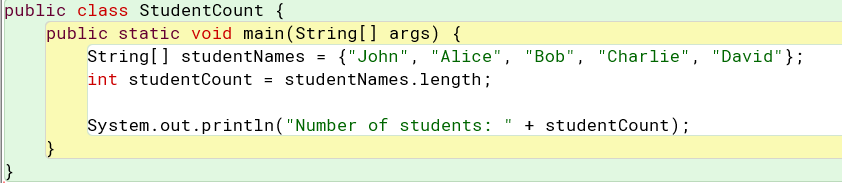 public class StudentCount {
    public static void main(String[] args) {
        String[] studentNames = {"John", "Alice", "Bob", "Charlie", "David"};
        int studentCount = studentNames.length;

        System.out.println("Number of students: " + studentCount);
    }
}